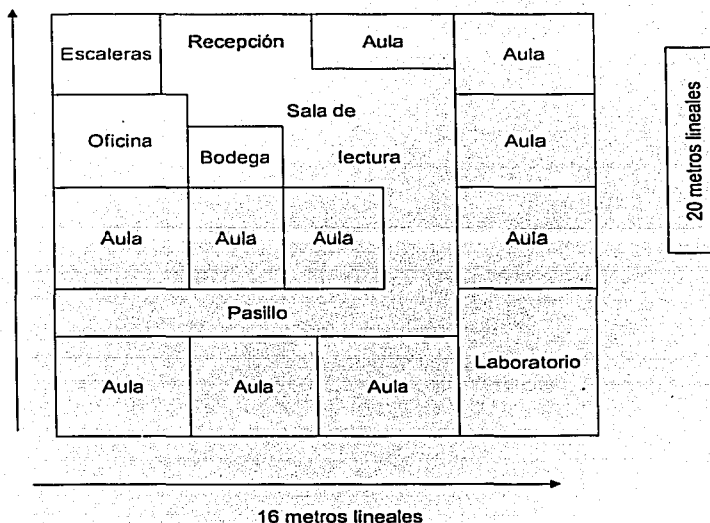 Escaleras
Recepción
Aula
Aula
Oficina
Sala de
Aula
Bodega
lectura
Aula
Aula
Aula
Aula
Pasillo
Aula
Aula
Aula
Laboratorio
20 metros lineales
16 metros lineales